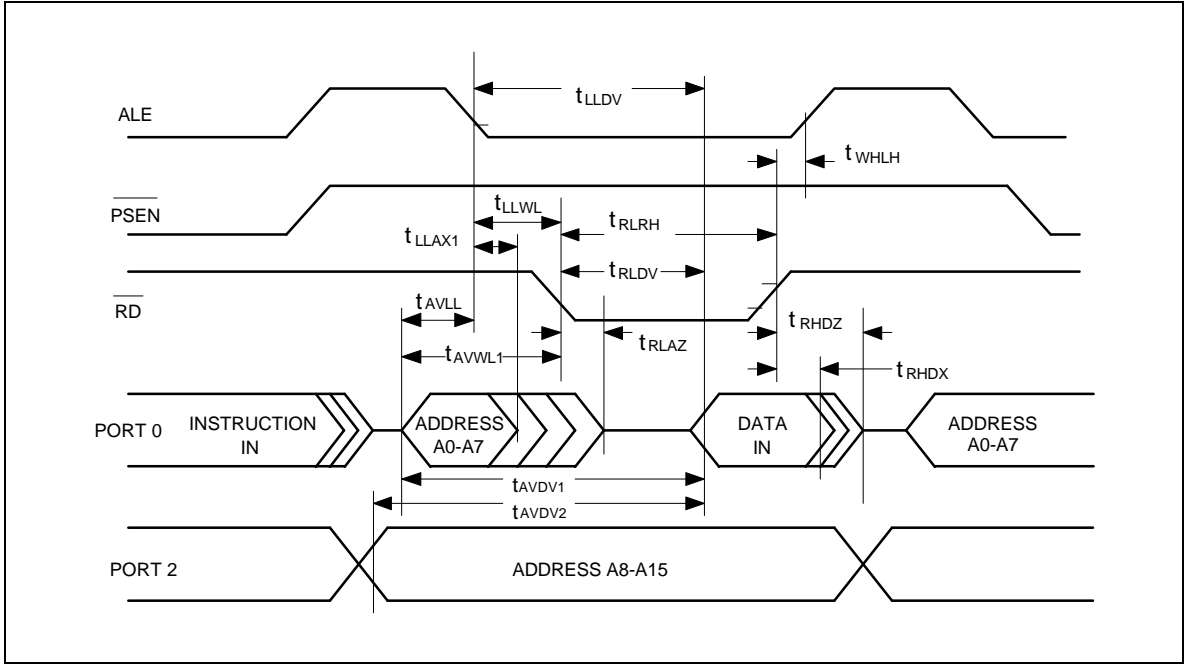 ALE
tLLDV
tWHLH
PSEN
tLLWL
tRLRH
tLLAX1
tRLDV
RD
tAVLL
tRHDZ
tRLAZ
tAVWL1
tRHDX
PORT 0
INSTRUCTION
IN
ADDRESS
A0-A7
DATA
IN
ADDRESS
A0-A7
tAVDV1
tAVDV2
PORT 2
ADDRESS A8-A15